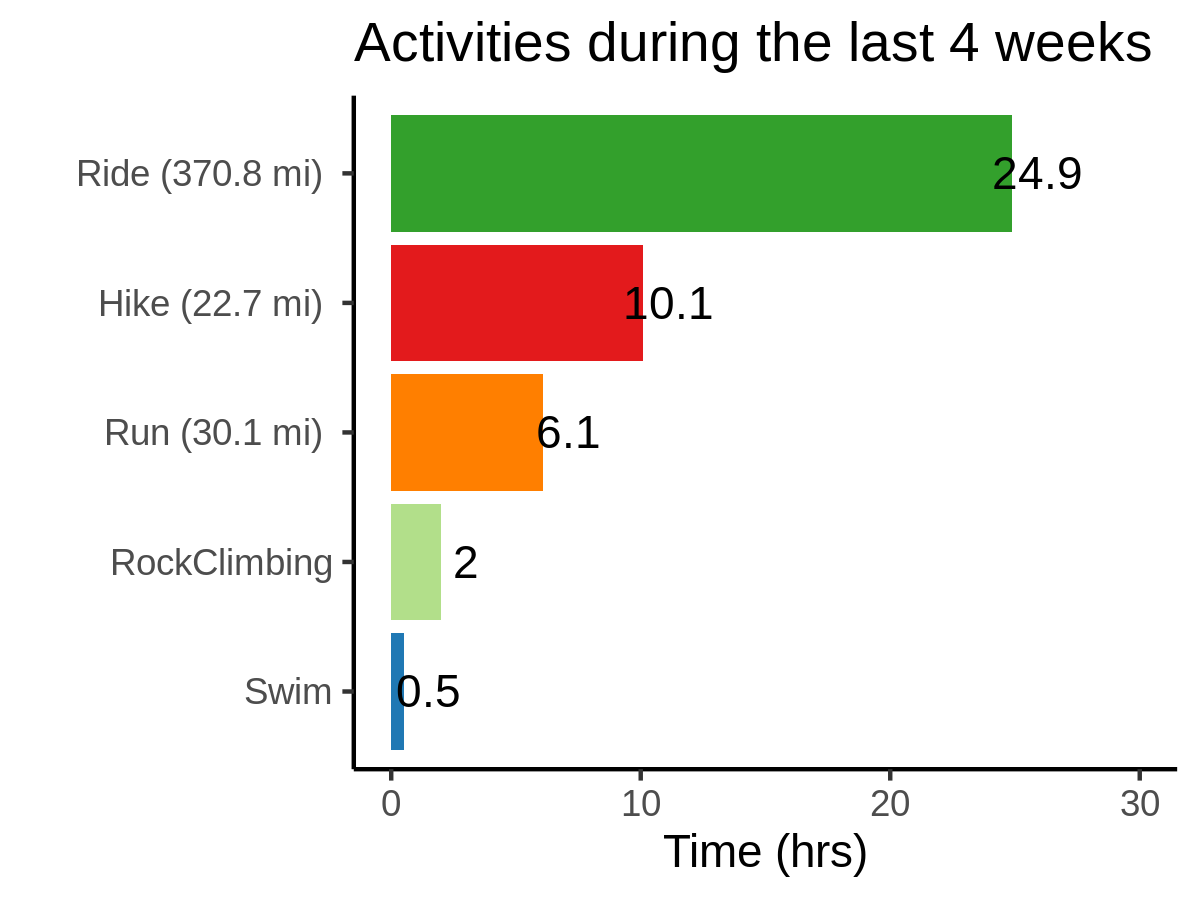 Activities during the last 4 weeks
Ride (370.8 mi)
24.9
Hike (22.7 mi)
10.1
Run (30.1 mi)
6.1
RockClimbing
2
Swim
0.5
0 10 20 30
Time (hrs)